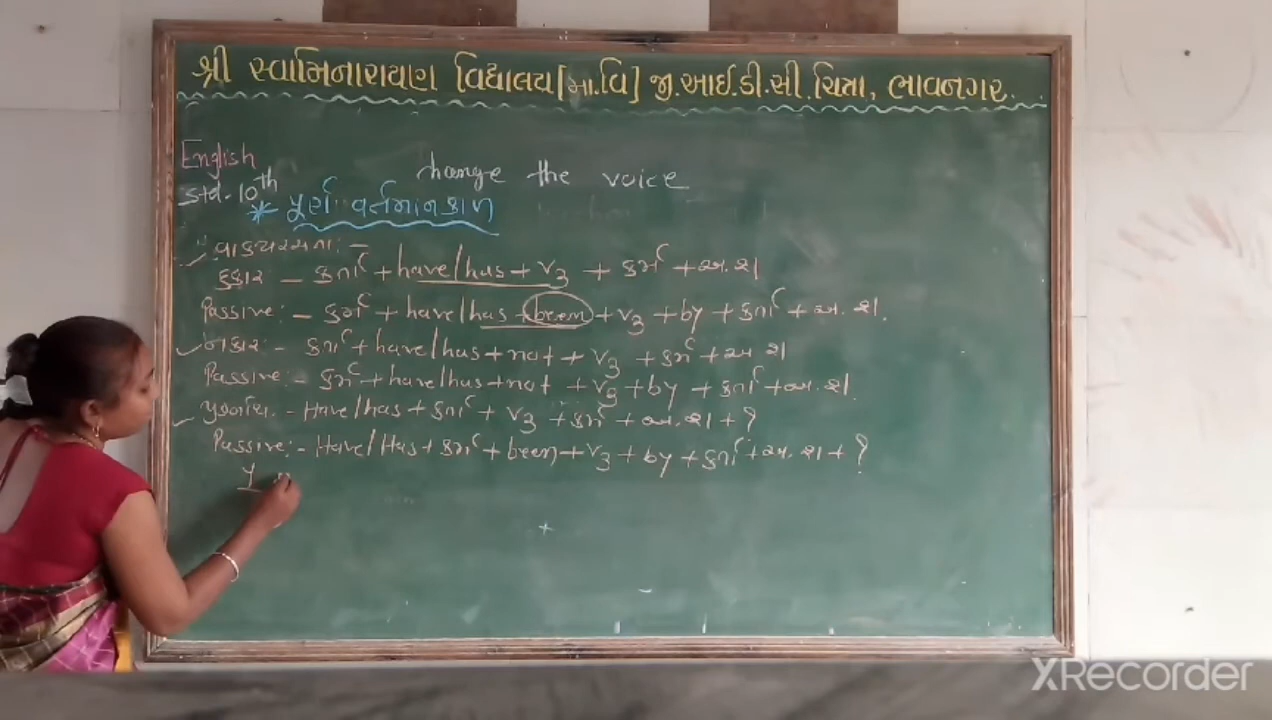 શ્રી સ્વામિનારાયણ વિદ્યાલય [મા.વિ] જી.આઈ.ડી.સી. ચિત્રા, ભાવનગર.
English
change the voice
Std-10th
* પૂર્ણ વર્તમાનકાળ
વાક્યરચના :-
હકાર - કર્તા + have/has + V3 + કર્મ + અ.શ
Passive: - કર્મ + have/has + been + V3 + by + કર્તા + અ.શ.
નકાર: - કર્તા + have/has + not + V3 + કર્મ + અ શ
Passive: - કર્મ + have/has + not + V3 + by + કર્તા + અ.શ.
પ્રશ્નાર્થ. - Have/has + કર્તા + V3 + કર્મ + અ.શ + ?
Passive: - Have/Has + કર્મ + been + V3 + by + કર્તા + અ.શ + ?
XRecorder